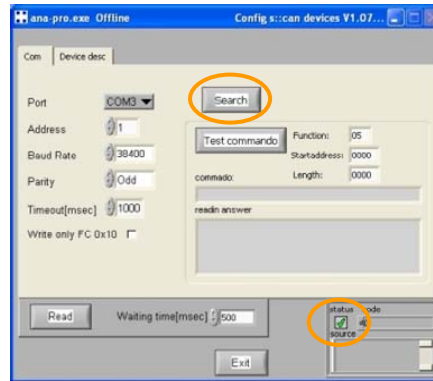 ana-pro.exe Offline Config s::can devices V1.07...
Com Device desc
Port COM3 Search
Address 1 Test commando Function: 05
Baud Rate 38400 Startaddress: 0000
Parity Odd commado: Length: 0000
Timeout[msec] 1000 readin answer
Write only FC 0x10
Read Waiting time[msec] 500 status
source
Exit